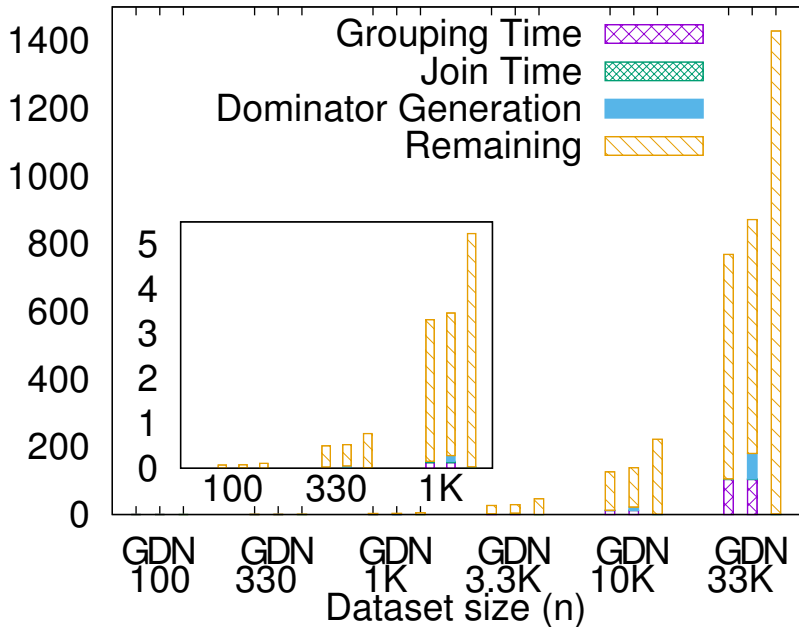 1400
1200
1000
800
600
400
200
0
Grouping Time
Join Time
Dominator Generation
Remaining
5
4
3
2
1
0
100 330 1K
GDN GDN GDN GDN GDN GDN
100 330 1K 3.3K 10K 33K
Dataset size (n)